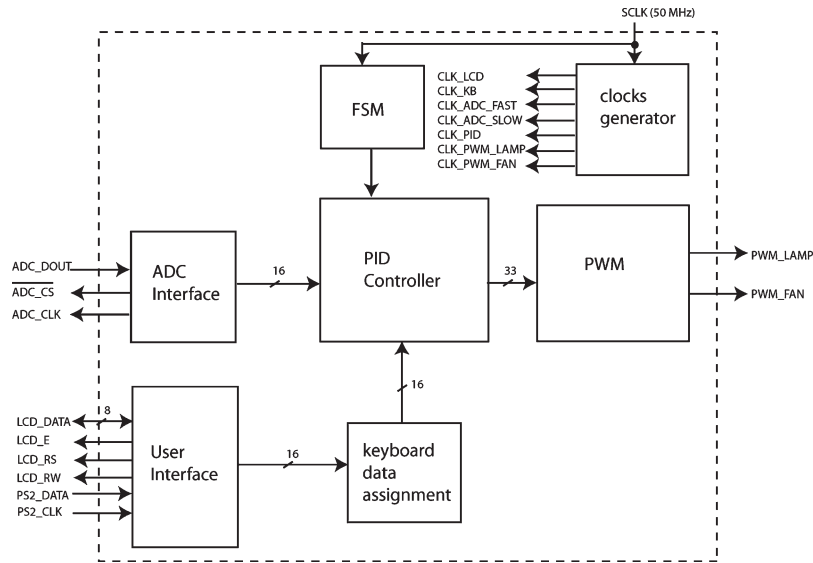 SCLK (50 MHz)
FSM
CLK_LCD
CLK_KB
CLK_ADC_FAST
CLK_ADC_SLOW
CLK_PID
CLK_PWM_LAMP
CLK_PWM_FAN
clocks
generator
ADC_DOUT
ADC_CS
ADC_CLK
ADC
Interface
16
PID
Controller
33
PWM
PWM_LAMP
PWM_FAN
16
LCD_DATA
8
LCD_E
LCD_RS
LCD_RW
PS2_DATA
PS2_CLK
User
Interface
16
keyboard
data
assignment